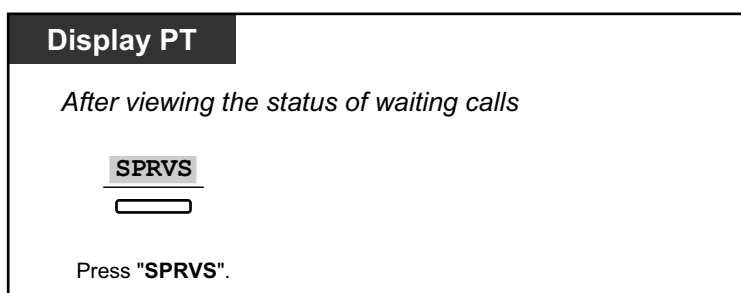 Display PT
After viewing the status of waiting calls
SPRVS
Press "SPRVS".